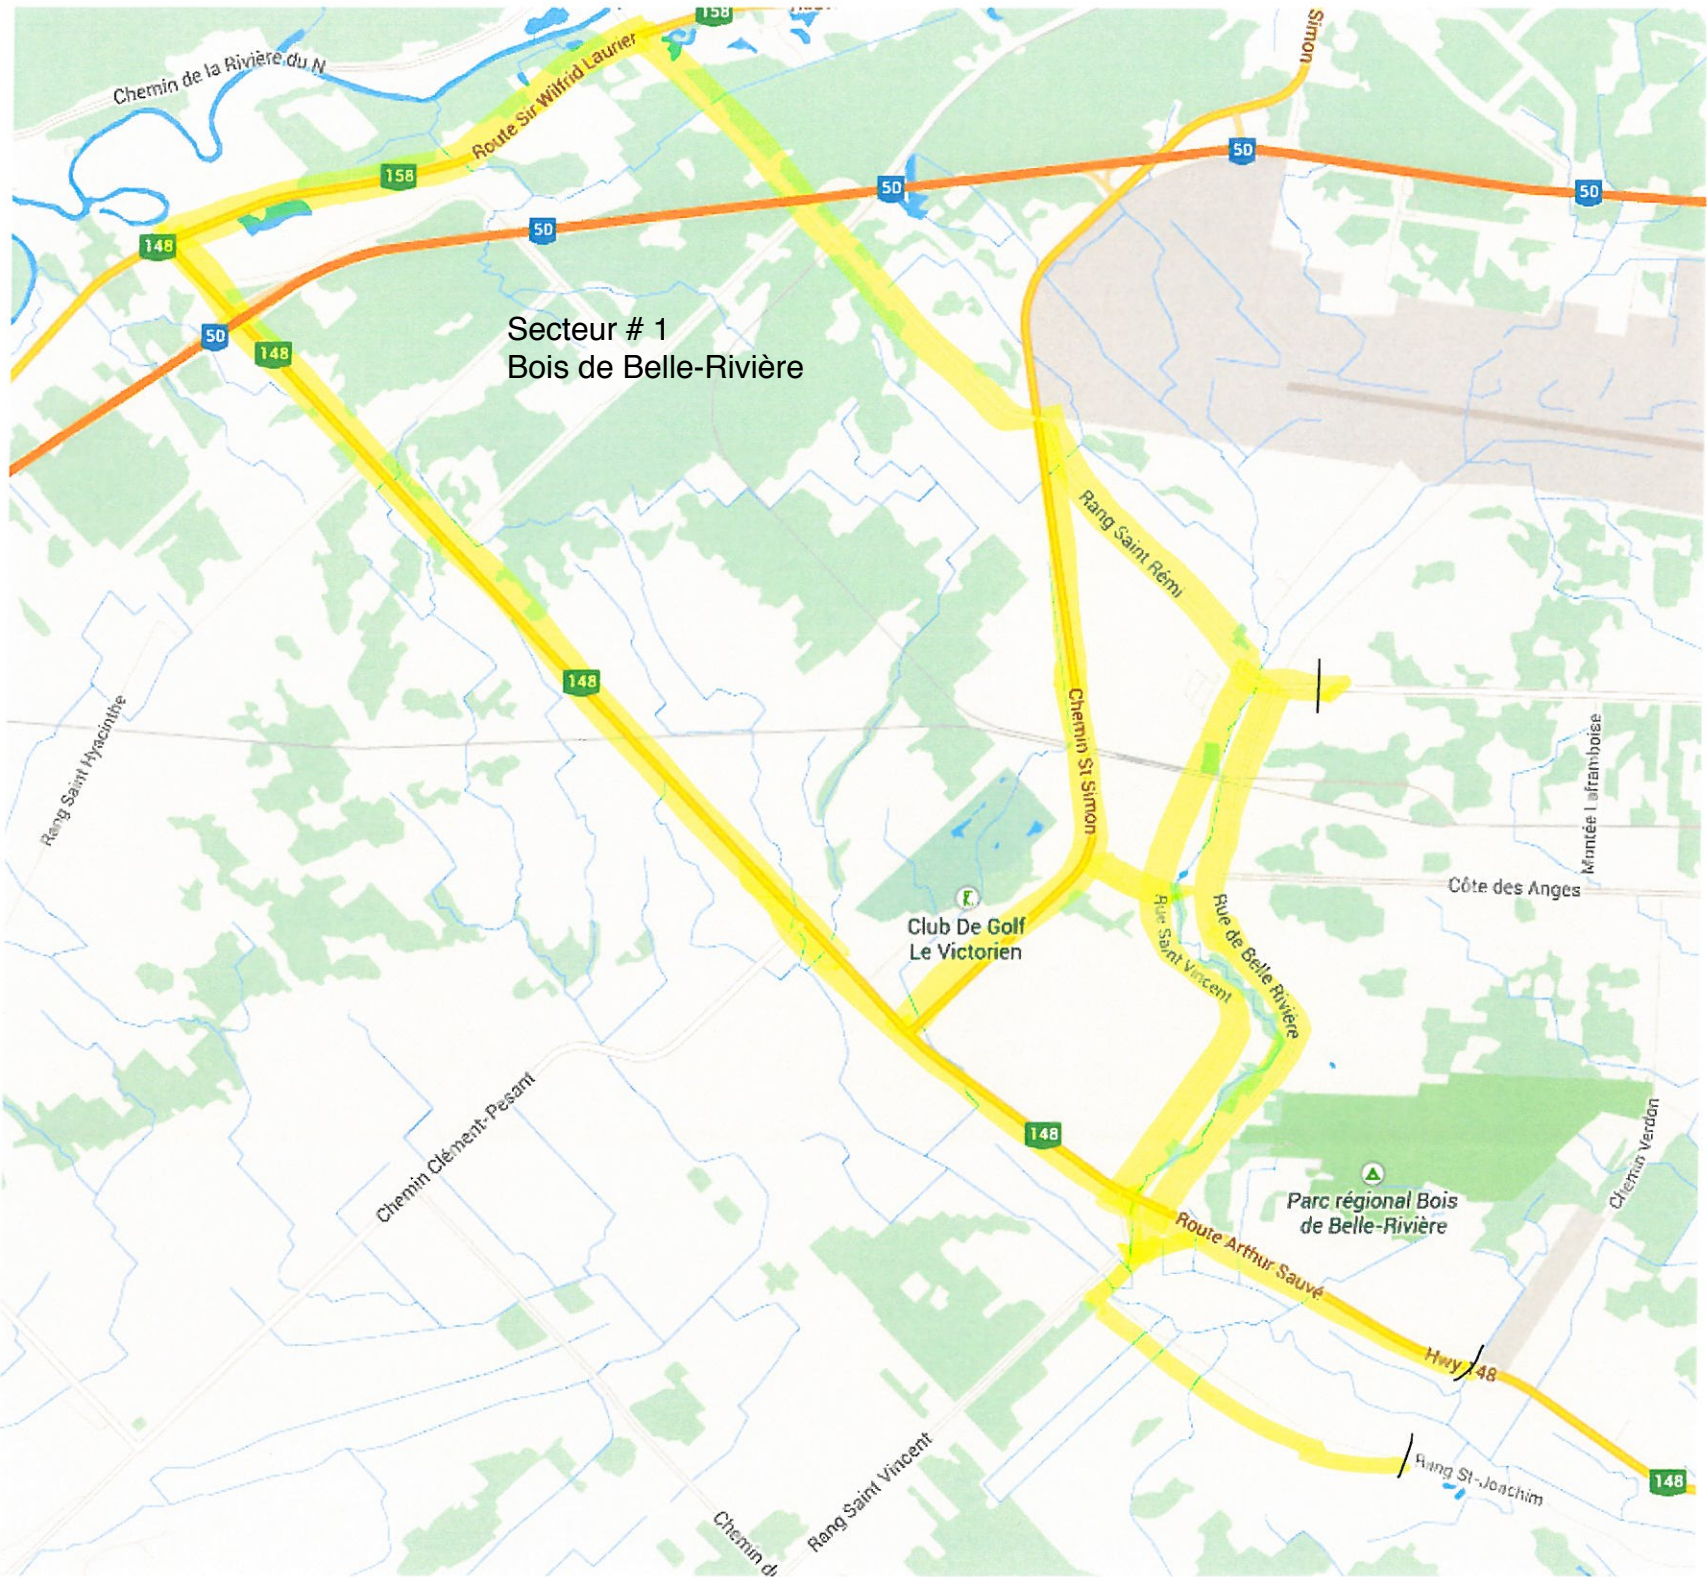 158
Simon
Chemin de la Rivière du N
Route Sir Wilfrid Laurier
50
158
50
50
50
148
50
148
Secteur # 1
Bois de Belle-Rivière
Rang Saint Rémi
148
Chemin St Simon
Rang Saint Hyacinthe
Montée Laframboise
Côte des Anges
Club De Golf
Le Victorien
Rue Saint Vincent
Rue de Belle Rivière
Chemin Clément-Pesant
148
Chemin Verdon
Parc régional Bois
de Belle-Rivière
Route Arthur Sauvé
Hwy 148
Rang St-Joachim
148
Rang Saint Vincent
Chemin d